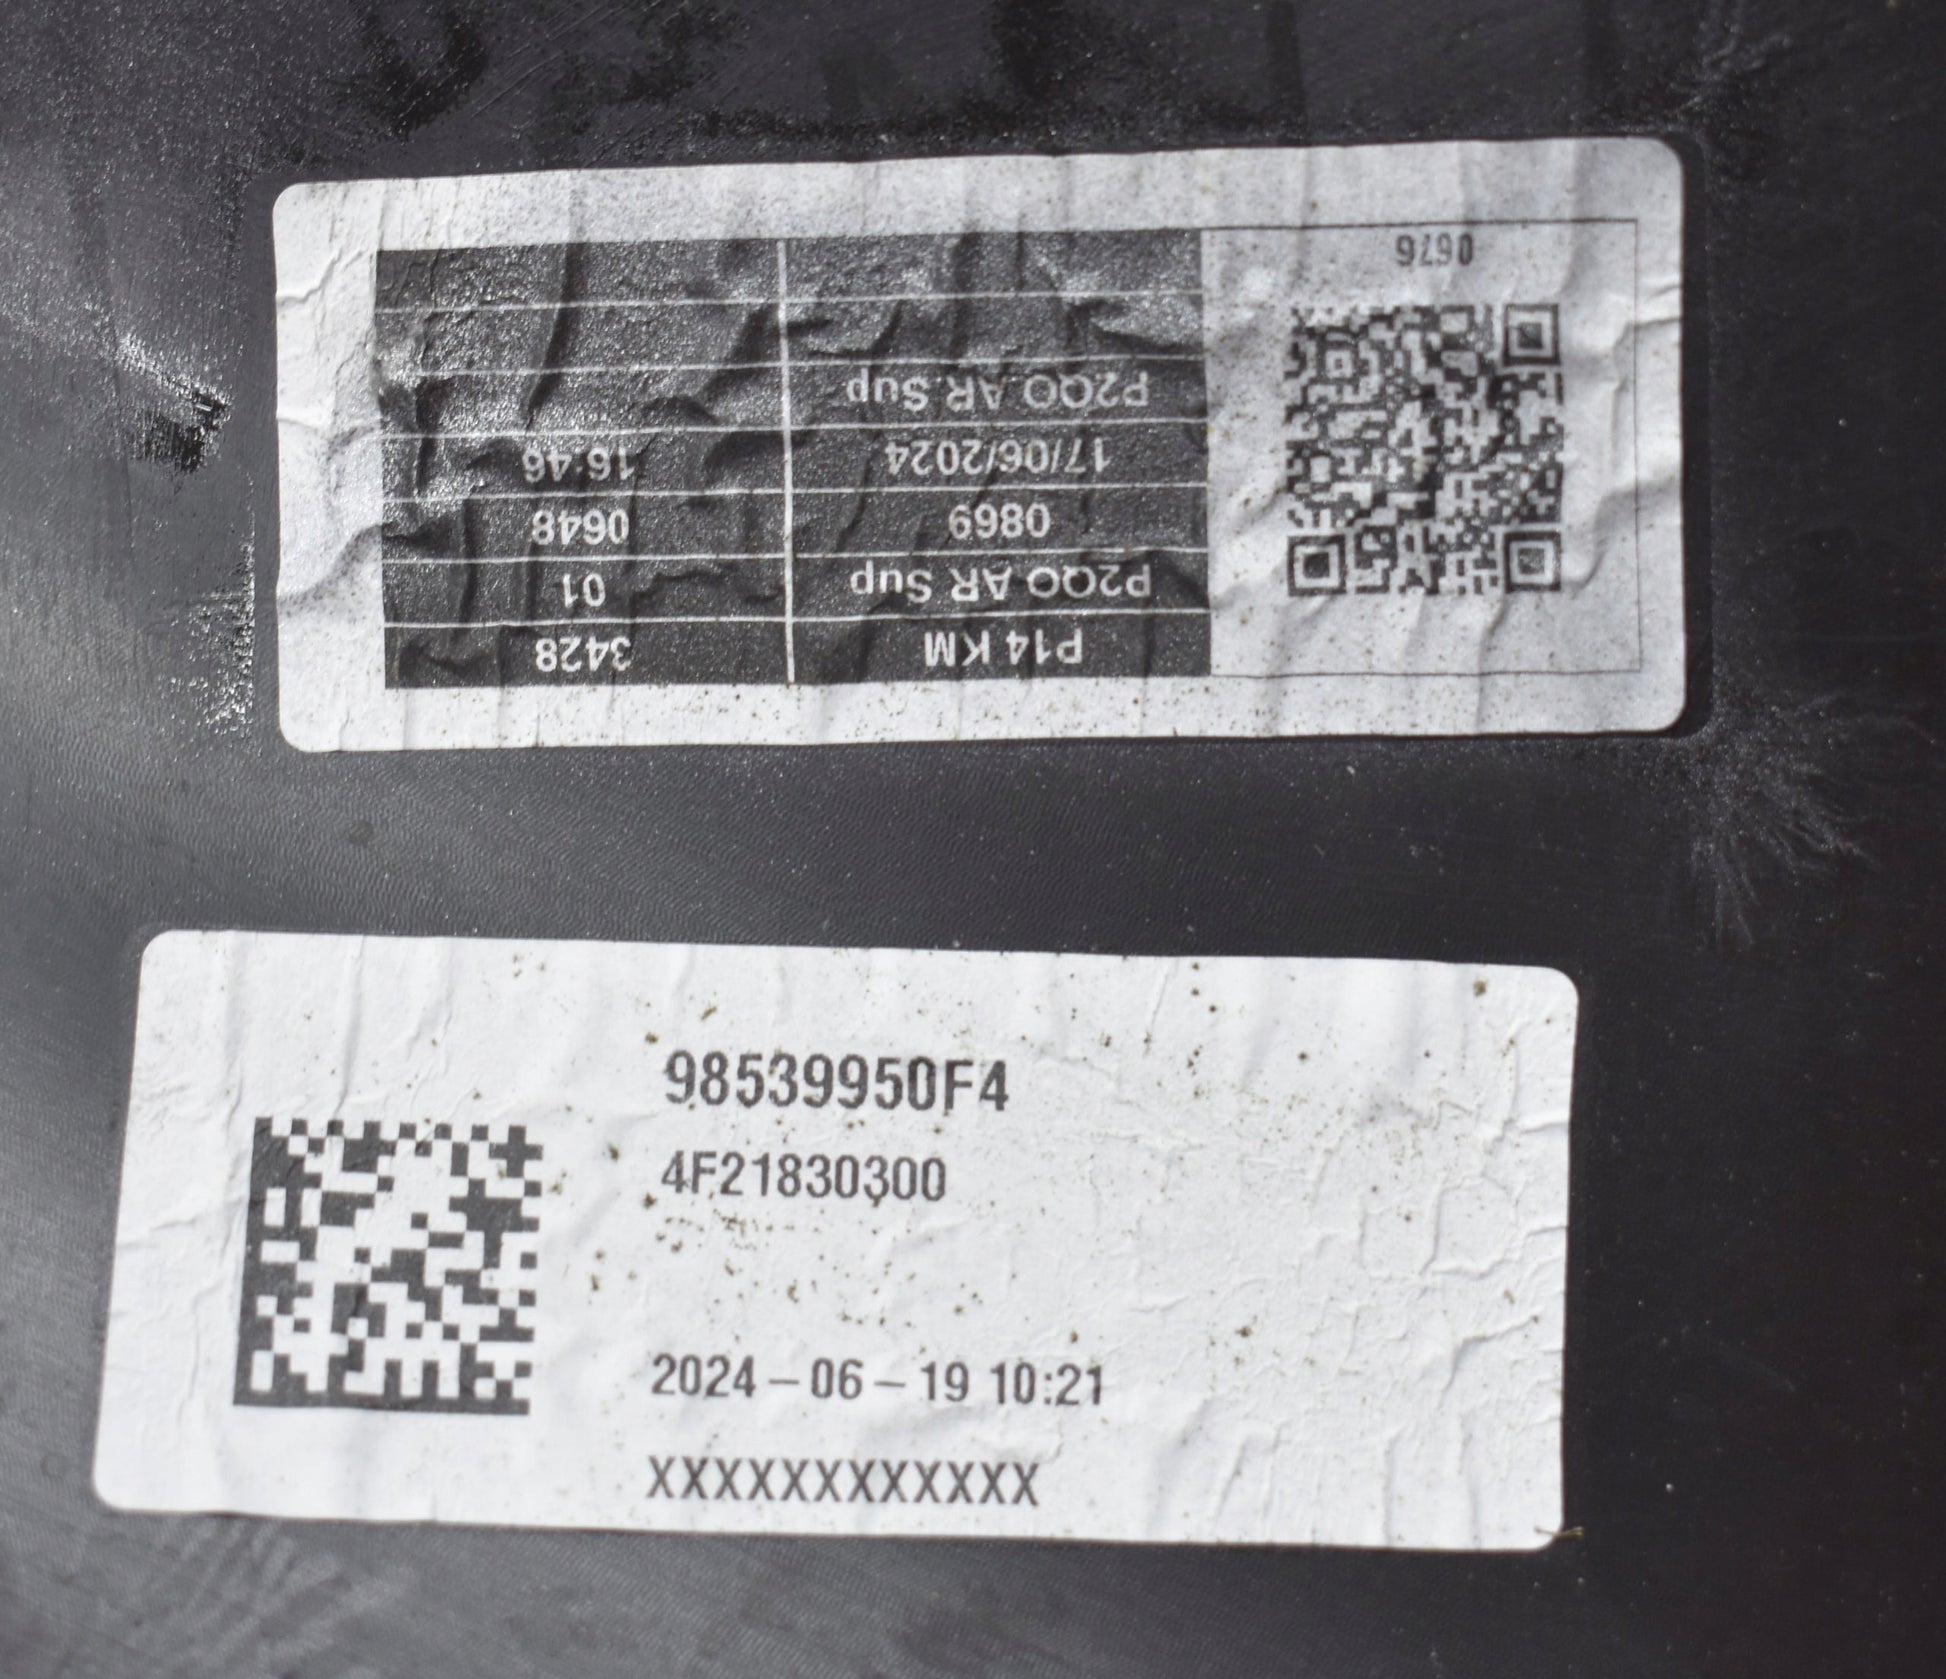 P14 KM 3428
P2QO AR Sup 01
0869 0648
17/06/2024 16:46
P2QO AR Sup
0676
98539950F4
4F21830300
2024-06-19 10:21
XXXXXXXXXXXX